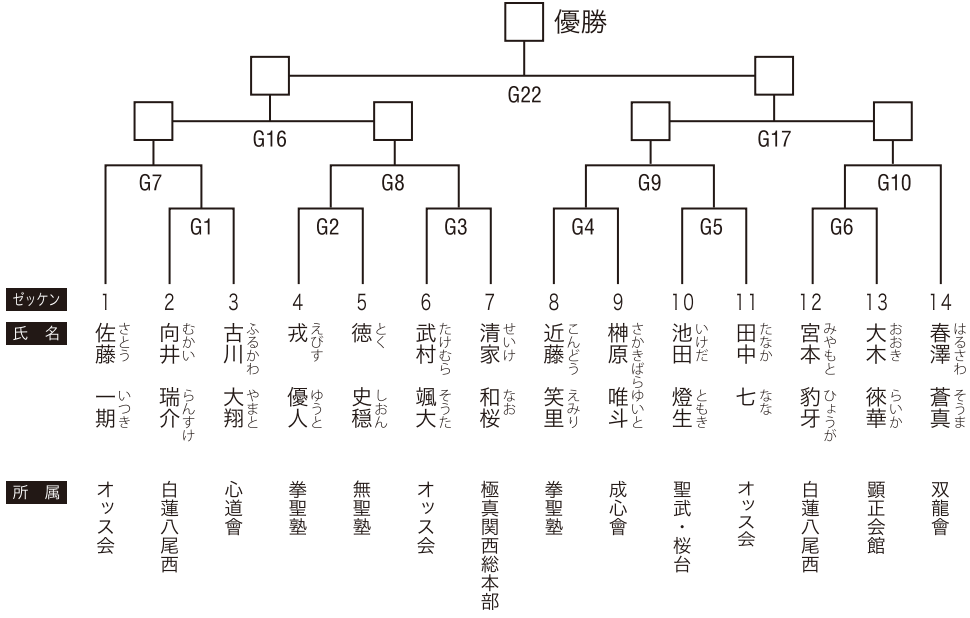 優勝
G22
G16
G17
G7
G8
G9
G10
G1
G2
G3
G4
G5
G6
ゼッケン 1 2 3 4 5 6 7 8 9 10 11 12 13 14
氏名
佐藤 一期 さとう いつき
向井 瑞介 むかい らんすけ
古川 大翔 ふるかわ やまと
戎 優人 えびす ゆうと
徳 史穏 とく しおん
武村 颯大 たけむら そうた
清家 和桜 せいけ なお
近藤 笑里 こんどう えみり
榊原 唯斗 さかきばら ゆいと
池田 燈生 いけだ ともき
田中 七 たなか なな
宮本 豹牙 みやもと ひょうが
大木 徠華 おおき らいか
春澤 蒼真 はるさわ そうま
所属
オッス会
白蓮八尾西
心道會
拳聖塾
無聖塾
オッス会
極真関西総本部
拳聖塾
成心會
聖武・桜台
オッス会
白蓮八尾西
顕正会館
双龍會